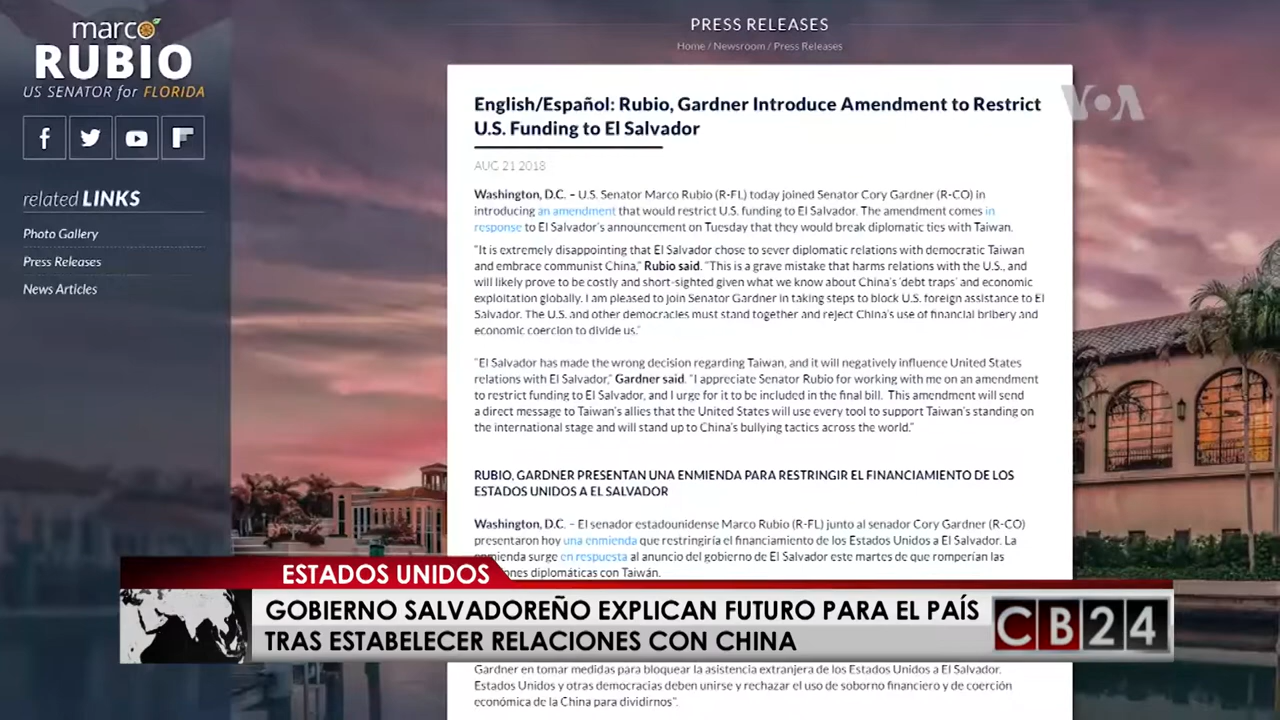 marco
RUBIO
US SENATOR for FLORIDA
related LINKS
Photo Gallery
Press Releases
News Articles
PRESS RELEASES
Home / Newsroom / Press Releases
VOA
English/Español: Rubio, Gardner Introduce Amendment to Restrict
U.S. Funding to El Salvador
AUG 21 2018
Washington, D.C. – U.S. Senator Marco Rubio (R-FL) today joined Senator Cory Gardner (R-CO) in
introducing an amendment that would restrict U.S. funding to El Salvador. The amendment comes in
response to El Salvador's announcement on Tuesday that they would break diplomatic ties with Taiwan.
"It is extremely disappointing that El Salvador chose to sever diplomatic relations with democratic Taiwan
and embrace communist China," Rubio said. "This is a grave mistake that harms relations with the U.S., and
will likely prove to be costly and short-sighted given what we know about China's 'debt traps' and economic
exploitation globally. I am pleased to join Senator Gardner in taking steps to block U.S. foreign assistance to El
Salvador. The U.S. and other democracies must stand together and reject China's use of financial bribery and
economic coercion to divide us."
"El Salvador has made the wrong decision regarding Taiwan, and it will negatively influence United States
relations with El Salvador," Gardner said. "I appreciate Senator Rubio for working with me on an amendment
to restrict funding to El Salvador, and I urge for it to be included in the final bill. This amendment will send
a direct message to Taiwan's allies that the United States will use every tool to support Taiwan's standing on
the international stage and will stand up to China's bullying tactics across the world."
RUBIO, GARDNER PRESENTAN UNA ENMIENDA PARA RESTRINGIR EL FINANCIAMIENTO DE LOS
ESTADOS UNIDOS A EL SALVADOR
Washington, D.C. – El senador estadounidense Marco Rubio (R-FL) junto al senador Cory Gardner (R-CO)
presentaron hoy una enmienda que restringiría el financiamiento de los Estados Unidos a El Salvador. La
enmienda surge en respuesta al anuncio del gobierno de El Salvador este martes de que romperían las
diplomáticas con Taiwán.
ESTADOS UNIDOS
GOBIERNO SALVADOREÑO EXPLICAN FUTURO PARA EL PAÍS
TRAS ESTABELECER RELACIONES CON CHINA
CB24
Gardner en tomar medidas para bloquear la asistencia extranjera de los Estados Unidos a El Salvador.
Estados Unidos y otras democracias deben unirse y rechazar el uso de soborno financiero y de coerción
económica de la China para dividirnos".